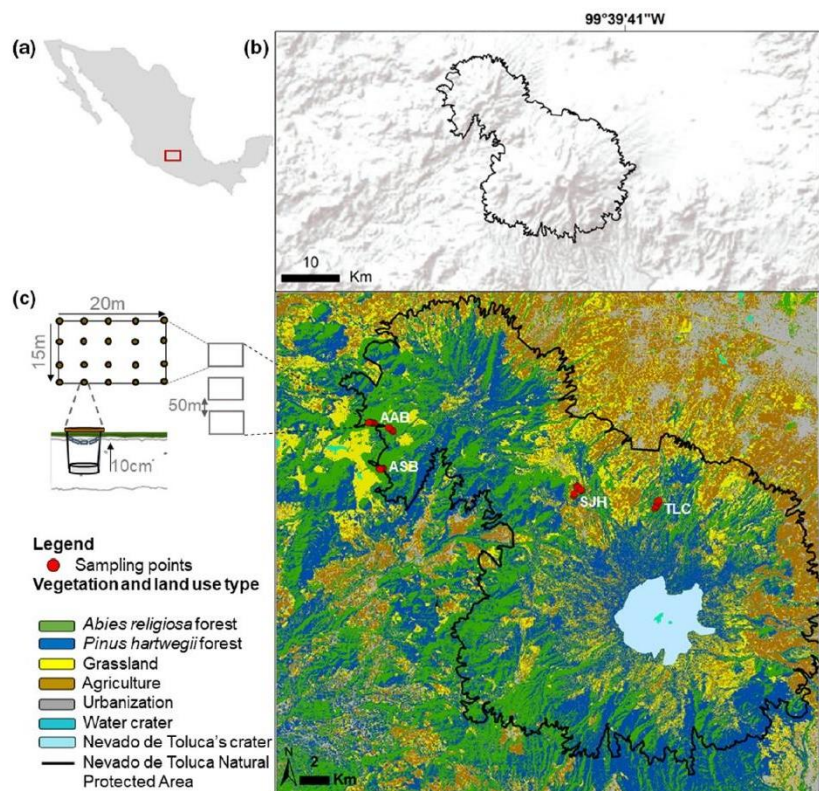 99°39'41"W
(a)
(b)
10
Km
(c)
20m
15m
50m
10cm
AAB
ASB
SJH
TLC
Legend
Sampling points
Vegetation and land use type
Abies religiosa forest
Pinus hartwegii forest
Grassland
Agriculture
Urbanization
Water crater
Nevado de Toluca's crater
Nevado de Toluca Natural
Protected Area
N
2
Km